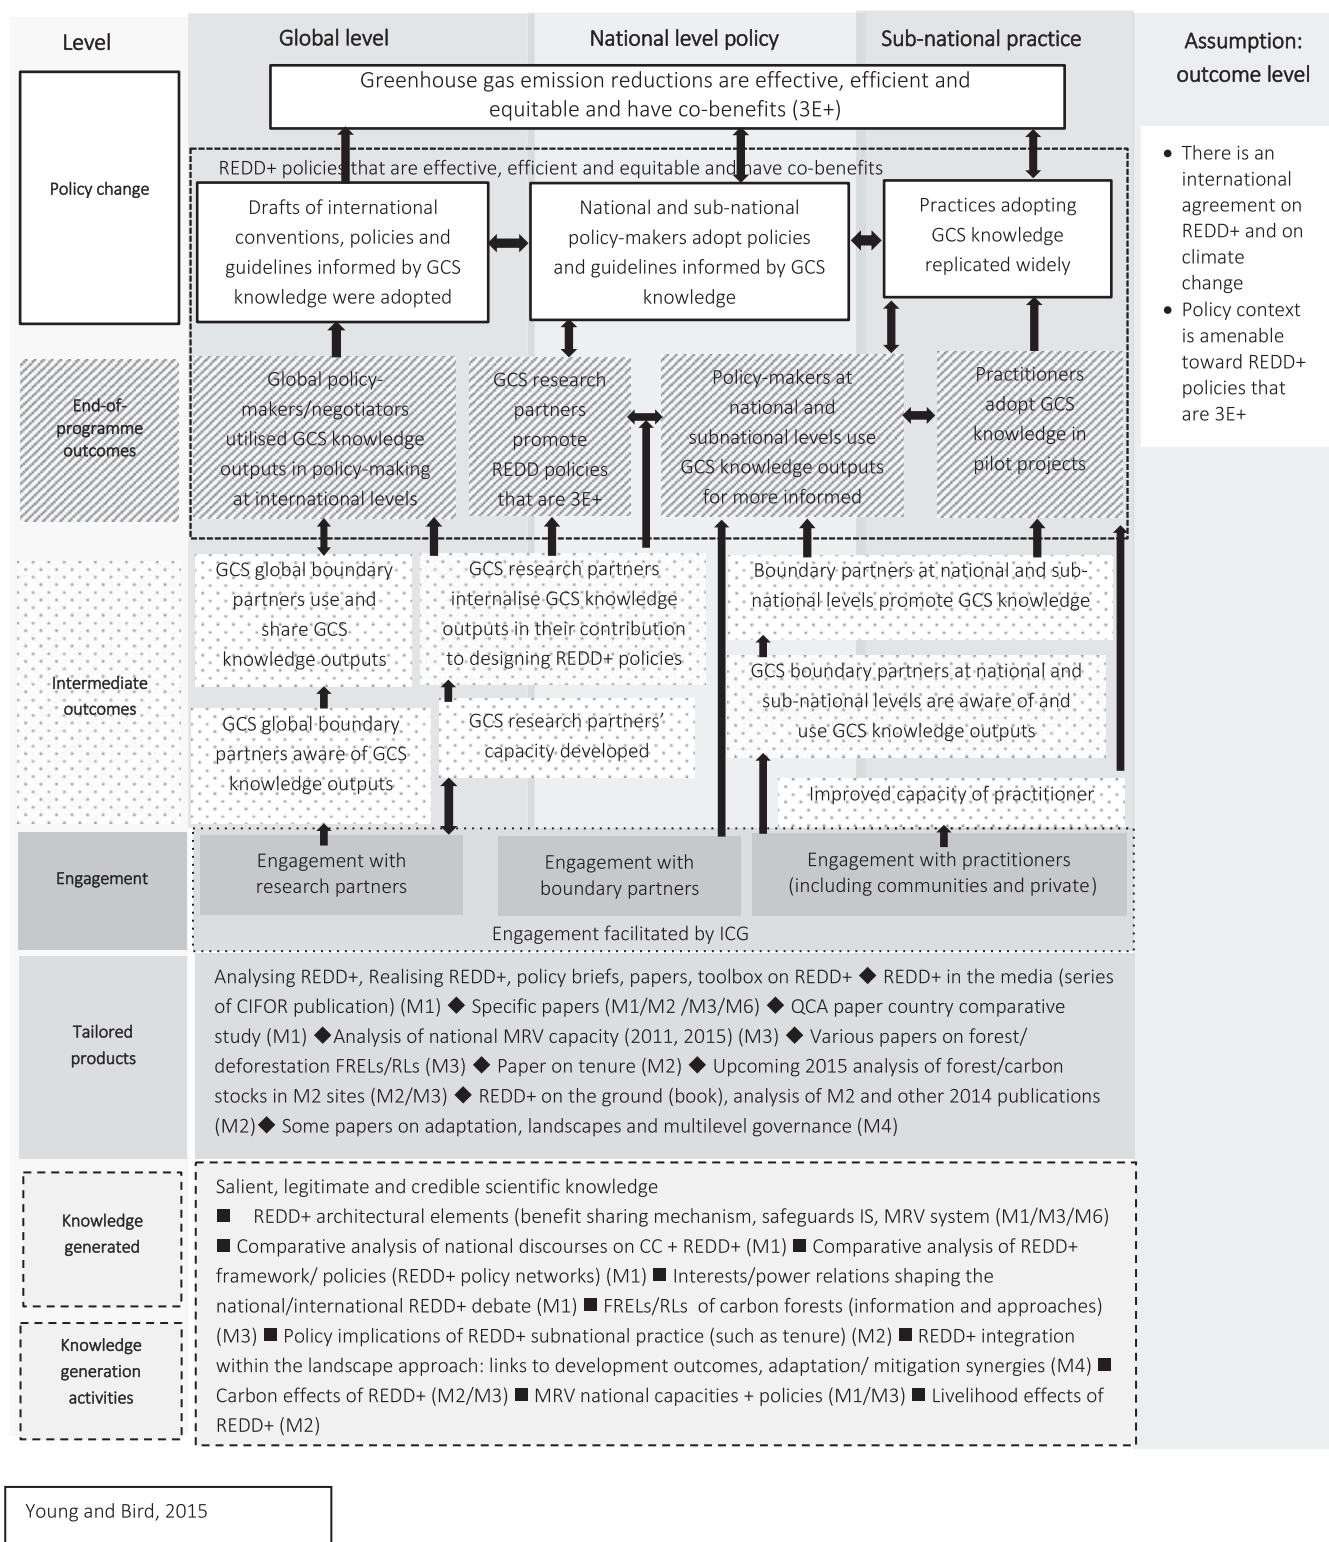 Level
Global level
National level policy
Sub-national practice
Assumption:
outcome level
Policy change
Greenhouse gas emission reductions are effective, efficient and
equitable and have co-benefits (3E+)
REDD+ policies that are effective, efficient and equitable and have co-benefits
Drafts of international
conventions, policies and
guidelines informed by GCS
knowledge were adopted
National and sub-national
policy-makers adopt policies
and guidelines informed by GCS
knowledge
Practices adopting
GCS knowledge
replicated widely
• There is an
international
agreement on
REDD+ and on
climate
change
• Policy context
is amenable
toward REDD+
policies that
are 3E+
End-of-
programme
outcomes
Global policy-
makers/negotiators
utilised GCS knowledge
outputs in policy-making
at international levels
GCS research
partners
promote
REDD policies
that are 3E+
Policy-makers at
national and
subnational levels use
GCS knowledge outputs
for more informed
Practitioners
adopt GCS
knowledge in
pilot projects
Intermediate
outcomes
GCS global boundary
partners use and
share GCS
knowledge outputs
GCS research partners
internalise GCS knowledge
outputs in their contribution
to designing REDD+ policies
Boundary partners at national and sub-
national levels promote GCS knowledge
GCS boundary partners at national and
sub-national levels are aware of and
use GCS knowledge outputs
GCS global boundary
partners aware of GCS
knowledge outputs
GCS research partners'
capacity developed
Improved capacity of practitioner
Engagement
Engagement with
research partners
Engagement with
boundary partners
Engagement with practitioners
(including communities and private)
Engagement facilitated by ICG
Tailored
products
Analysing REDD+, Realising REDD+, policy briefs, papers, toolbox on REDD+ ◆ REDD+ in the media (series
of CIFOR publication) (M1) ◆ Specific papers (M1/M2 /M3/M6) ◆ QCA paper country comparative
study (M1) ◆Analysis of national MRV capacity (2011, 2015) (M3) ◆ Various papers on forest/
deforestation FRELs/RLs (M3) ◆ Paper on tenure (M2) ◆ Upcoming 2015 analysis of forest/carbon
stocks in M2 sites (M2/M3) ◆ REDD+ on the ground (book), analysis of M2 and other 2014 publications
(M2)◆ Some papers on adaptation, landscapes and multilevel governance (M4)
Knowledge
generated
Knowledge
generation
activities
Salient, legitimate and credible scientific knowledge
■ REDD+ architectural elements (benefit sharing mechanism, safeguards IS, MRV system (M1/M3/M6)
■ Comparative analysis of national discourses on CC + REDD+ (M1) ■ Comparative analysis of REDD+
framework/ policies (REDD+ policy networks) (M1) ■ Interests/power relations shaping the
national/international REDD+ debate (M1) ■ FRELs/RLs of carbon forests (information and approaches)
(M3) ■ Policy implications of REDD+ subnational practice (such as tenure) (M2) ■ REDD+ integration
within the landscape approach: links to development outcomes, adaptation/ mitigation synergies (M4) ■
Carbon effects of REDD+ (M2/M3) ■ MRV national capacities + policies (M1/M3) ■ Livelihood effects of
REDD+ (M2)
Young and Bird, 2015